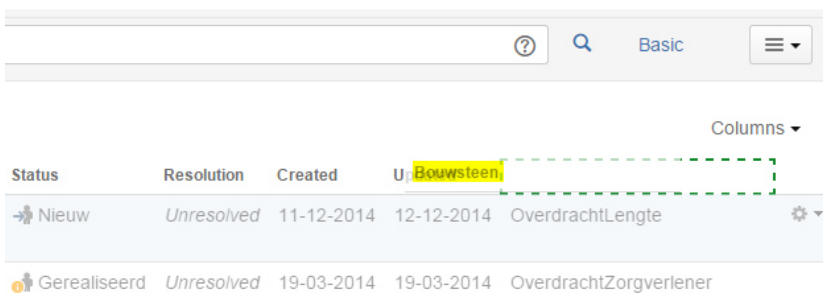 Basic
Columns
Status Resolution Created Bouwsteen
Nieuw Unresolved 11-12-2014 12-12-2014 OverdrachtLengte
Gerealiseerd Unresolved 19-03-2014 19-03-2014 OverdrachtZorgverlener